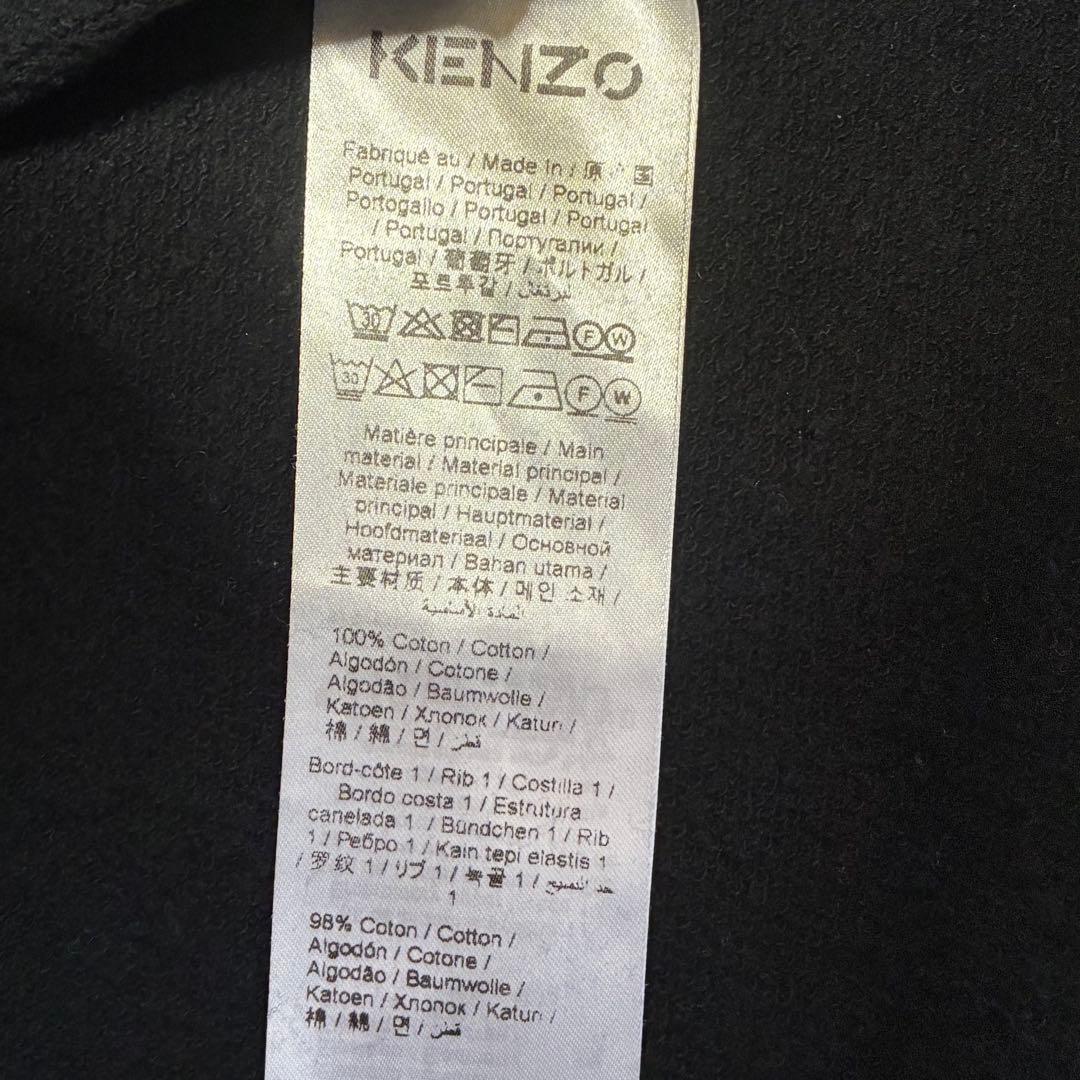 KENZO
Fabriqué au / Made in / 原 国
Portugal / Portugal / Portugal /
Portogallo / Portugal / Portugal
/ Portugal / Португалии /
Portugal / 葡萄牙 / ポルトガル /
포르투갈 / البرتغال
30 F W
30 F W
Matière principale / Main
material / Material principal /
Materiale principale / Material
principal / Hauptmaterial /
Hoofdmateriaal / Основной
материал / Bahan utama /
主要材质 / 本体 / 메인 소재 /
المادة الأساسية
100% Coton / Cotton /
Algodón / Cotone /
Algodão / Baumwolle /
Katoen / Хлопок / Katun /
棉 / 綿 / 면 / قطن
Bord-côte 1 / Rib 1 / Costilla 1 /
Bordo costa 1 / Estrutura
canelada 1 / Bündchen 1 / Rib
1 / Ребро 1 / Kain tepi elastis 1
/ 罗纹 1 / リブ 1 / 1 /
1
98% Coton / Cotton /
Algodón / Cotone /
Algodão / Baumwolle /
Katoen / Хлопок / Katun /
棉 / 綿 / 면 / قطن